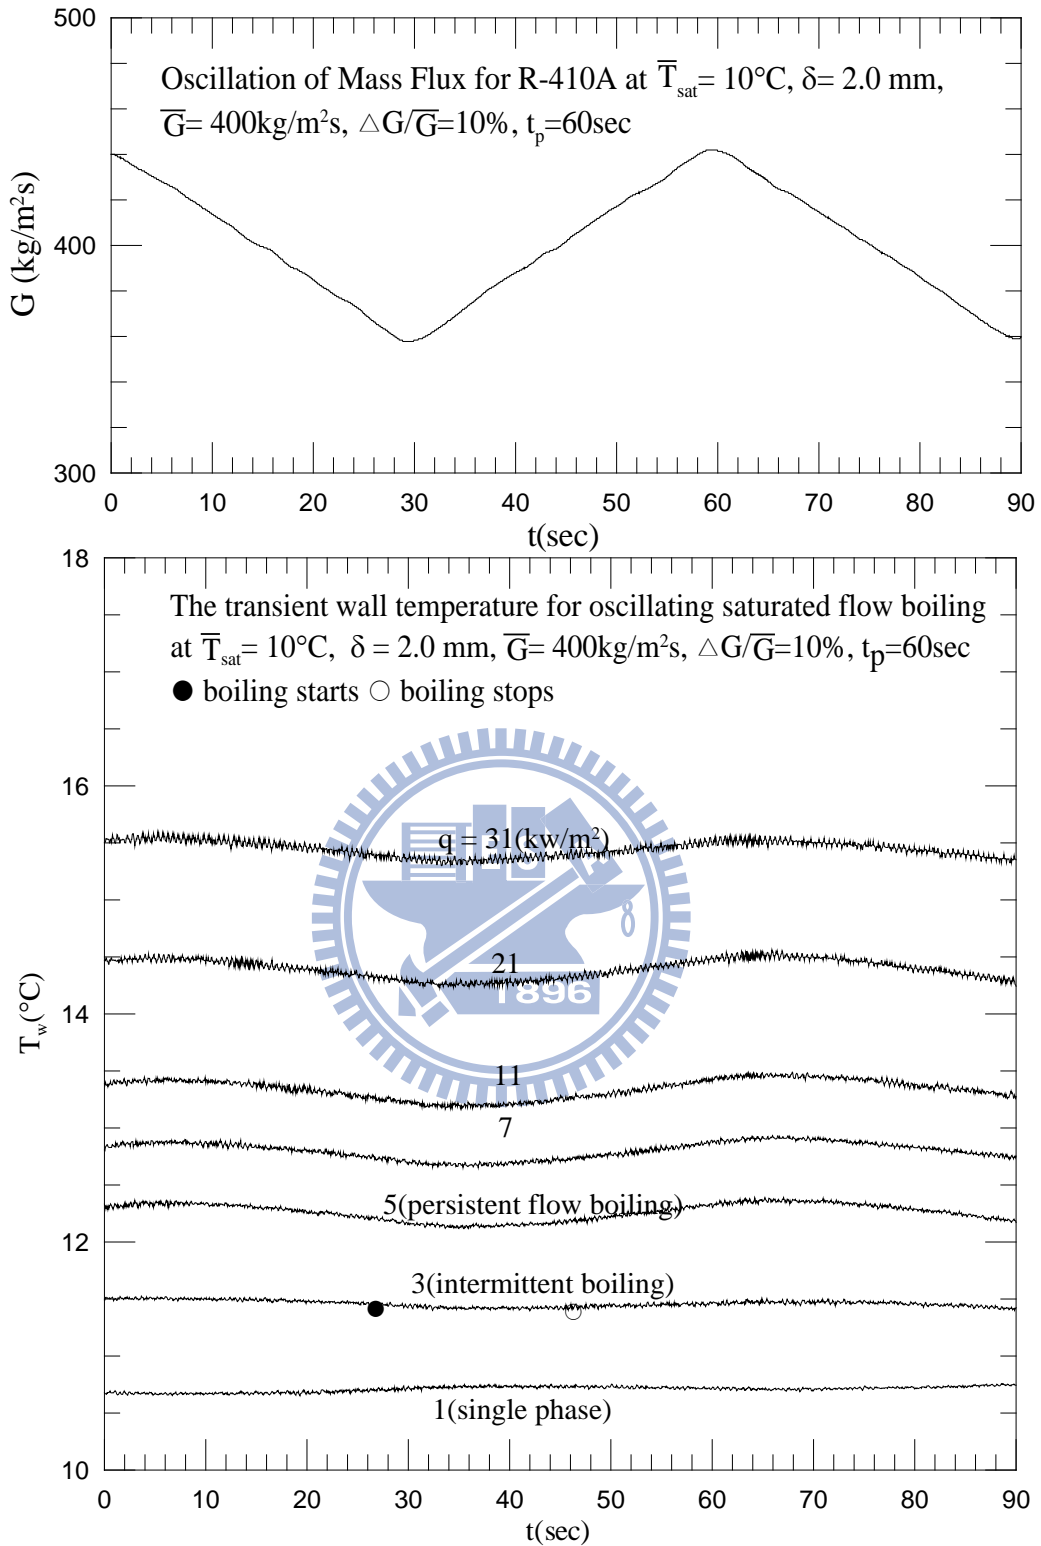 500
Oscillation of Mass Flux for R-410A at T̅sat= 10°C, δ= 2.0 mm,
G̅= 400kg/m²s, △G/G̅=10%, tp=60sec
G (kg/m²s)
400
300
0 10 20 30 40 50 60 70 80 90
t(sec)
18
The transient wall temperature for oscillating saturated flow boiling
at T̅sat= 10°C, δ = 2.0 mm, G̅= 400kg/m²s, △G/G̅=10%, tp=60sec
● boiling starts ○ boiling stops
16
q = 31(kw/m²)
21
1896
Tw(°C)
14
11
7
5(persistent flow boiling)
12
3(intermittent boiling)
1(single phase)
10
0 10 20 30 40 50 60 70 80 90
t(sec)